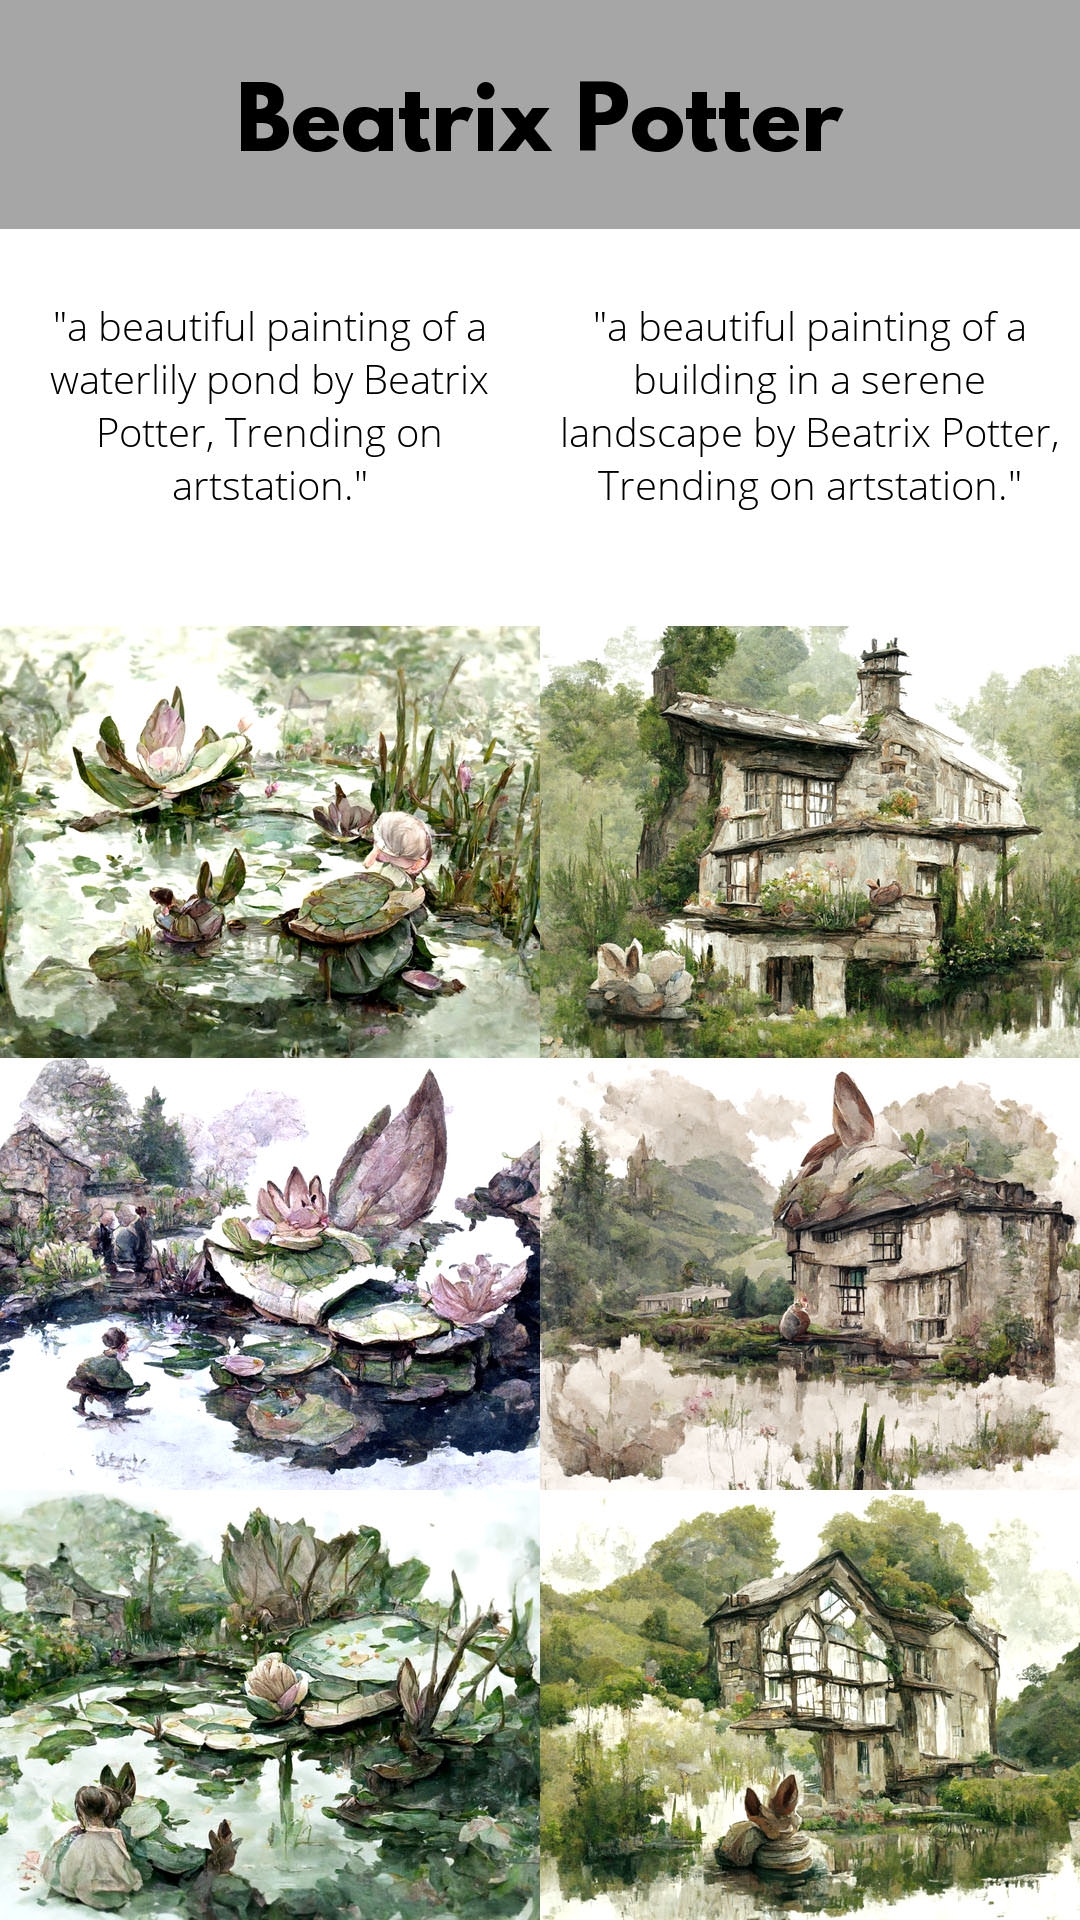 Beatrix Potter
"a beautiful painting of a
waterlily pond by Beatrix
Potter, Trending on
artstation."
"a beautiful painting of a
building in a serene
landscape by Beatrix Potter,
Trending on artstation."